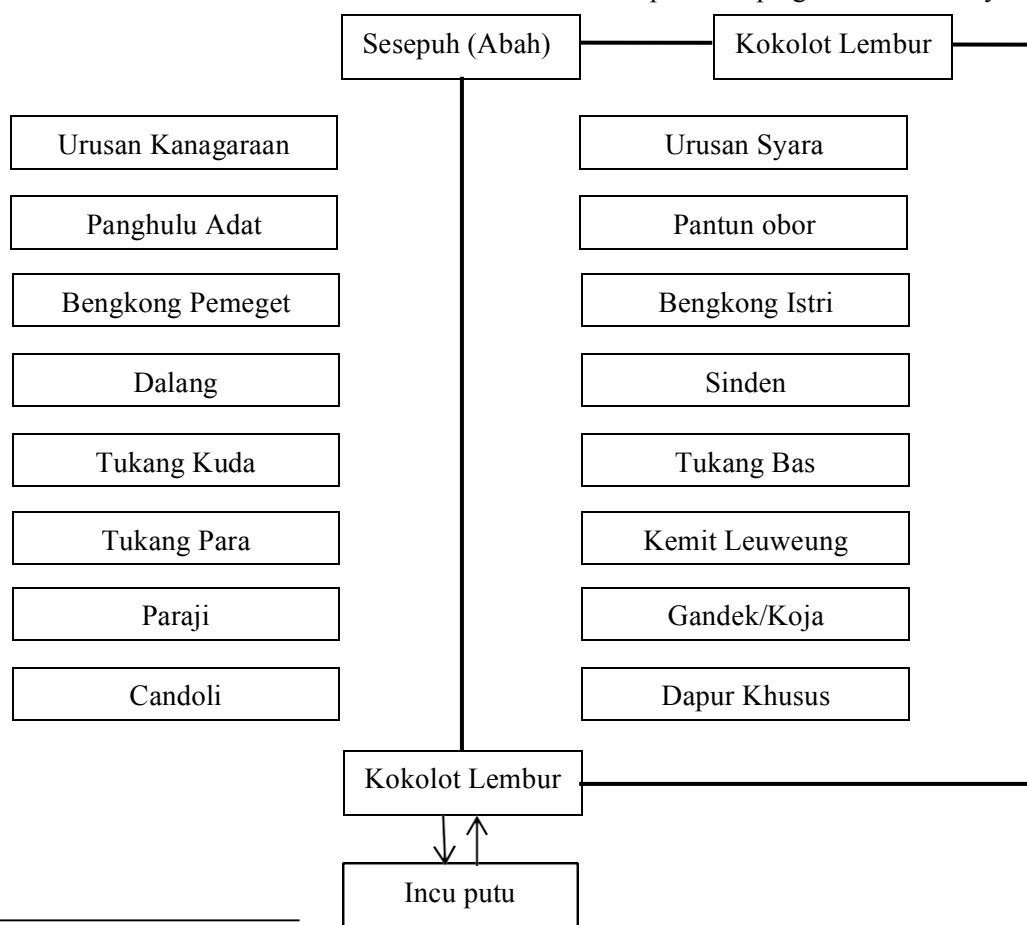 Sesepuh (Abah)
Kokolot Lembur
Urusan Kanagaraan
Urusan Syara
Panghulu Adat
Pantun obor
Bengkong Pemeget
Bengkong Istri
Dalang
Sinden
Tukang Kuda
Tukang Bas
Tukang Para
Kemit Leuweung
Paraji
Gandek/Koja
Candoli
Dapur Khusus
Kokolot Lembur
Incu putu